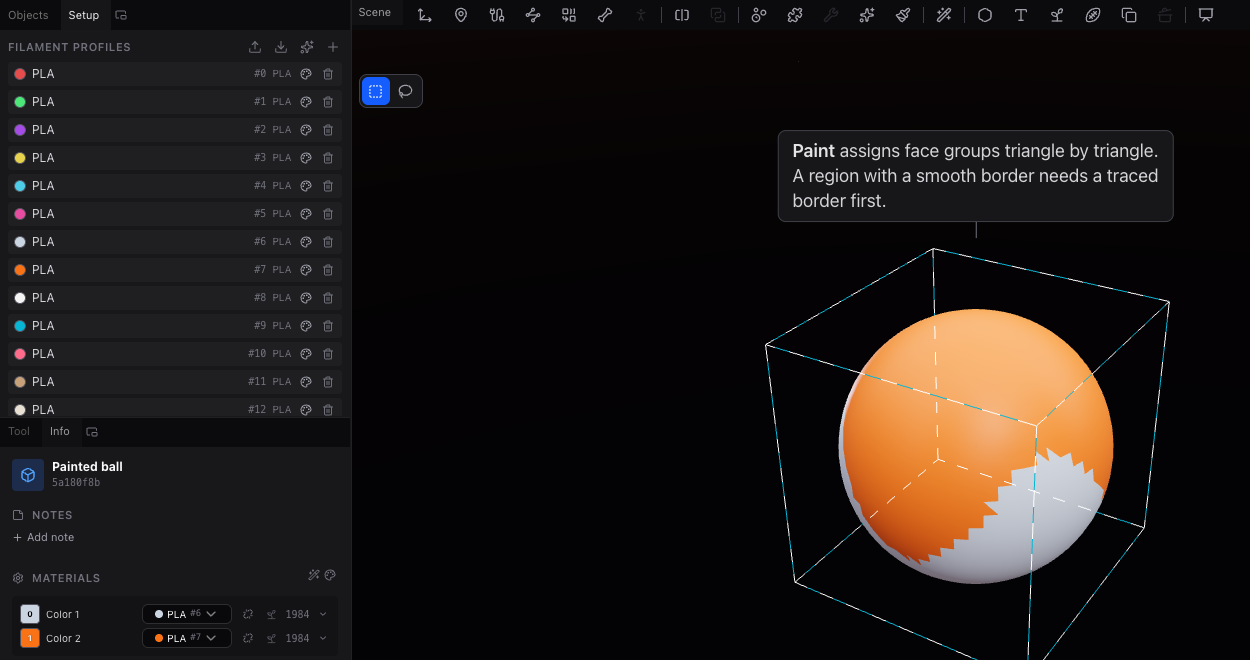 Objects
Setup
Scene
FILAMENT PROFILES
PLA #0 PLA
PLA #1 PLA
PLA #2 PLA
PLA #3 PLA
PLA #4 PLA
PLA #5 PLA
PLA #6 PLA
PLA #7 PLA
PLA #8 PLA
PLA #9 PLA
PLA #10 PLA
PLA #11 PLA
PLA #12 PLA
Tool
Info
Painted ball
5a180f8b
NOTES
+ Add note
MATERIALS
0 Color 1 PLA #6 1984
1 Color 2 PLA #7 1984
Paint assigns face groups triangle by triangle.
A region with a smooth border needs a traced
border first.